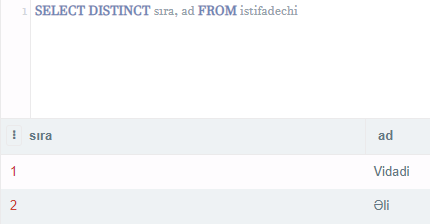 1 SELECT DISTINCT sıra, ad FROM istifadechi
sıra ad
1 Vidadi
2 Əli